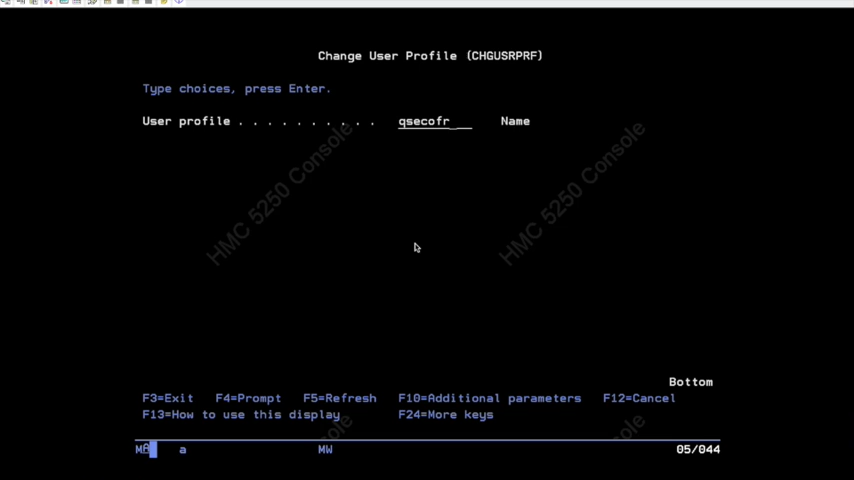 Change User Profile (CHGUSRPRF)
Type choices, press Enter.
User profile . . . . . . . . . . qsecofr__ Name
HMC 5250 Console HMC 5250 Console
Bottom
F3=Exit F4=Prompt F5=Refresh F10=Additional parameters F12=Cancel
F13=How to use this display F24=More keys
MA a MW 05/044